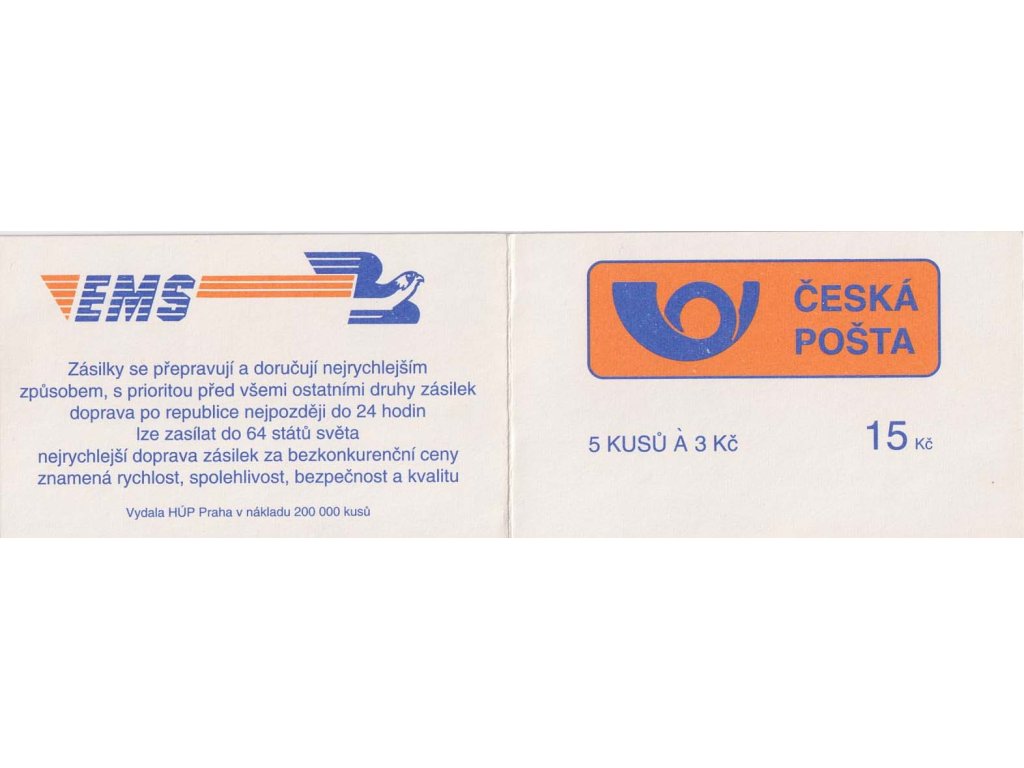 EMS
Zásilky se přepravují a doručují nejrychlejším
způsobem, s prioritou před všemi ostatními druhy zásilek
doprava po republice nejpozději do 24 hodin
lze zasílat do 64 států světa
nejrychlejší doprava zásilek za bezkonkurenční ceny
znamená rychlost, spolehlivost, bezpečnost a kvalitu
Vydala HÚP Praha v nákladu 200 000 kusů
ČESKÁ
POŠTA
5 KUSŮ À 3 Kč
15 Kč